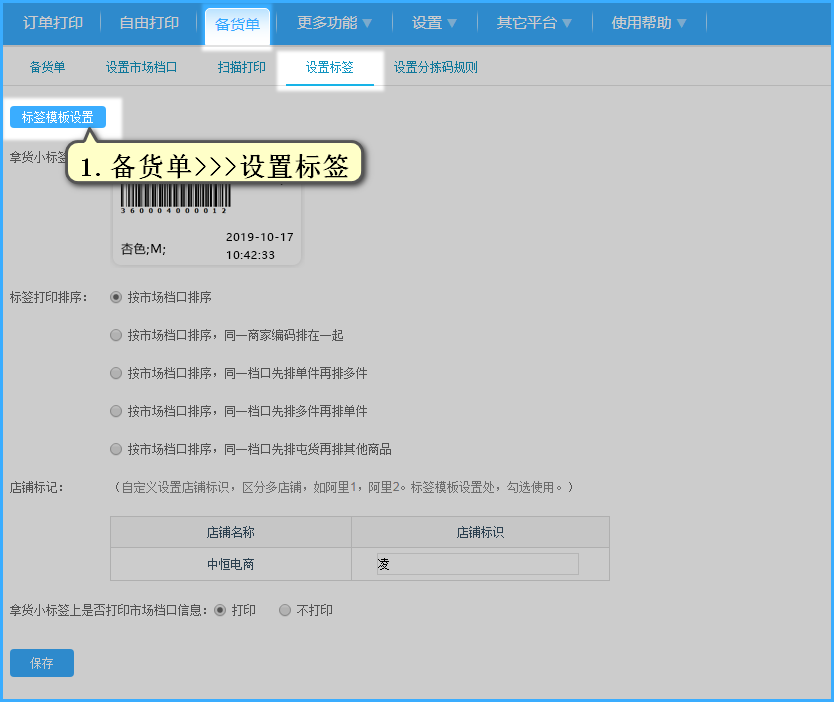 订单打印 自由打印 备货单 更多功能 设置 其它平台 使用帮助
备货单 设置市场档口 扫描打印 设置标签 设置分拣码规则
标签模板设置
1. 备货单>>>设置标签
拿货小标签
360004000012
杏色;M;
2019-10-17
10:42:33
标签打印排序:
按市场档口排序
按市场档口排序，同一商家编码排在一起
按市场档口排序，同一档口先排单件再排多件
按市场档口排序，同一档口先排多件再排单件
按市场档口排序，同一档口先排屯货再排其他商品
店铺标记: （自定义设置店铺标识，区分多店铺，如阿里1，阿里2。标签模板设置处，勾选使用。）
店铺名称 店铺标识
中恒电商 凌
拿货小标签上是否打印市场档口信息: 打印 不打印
保存